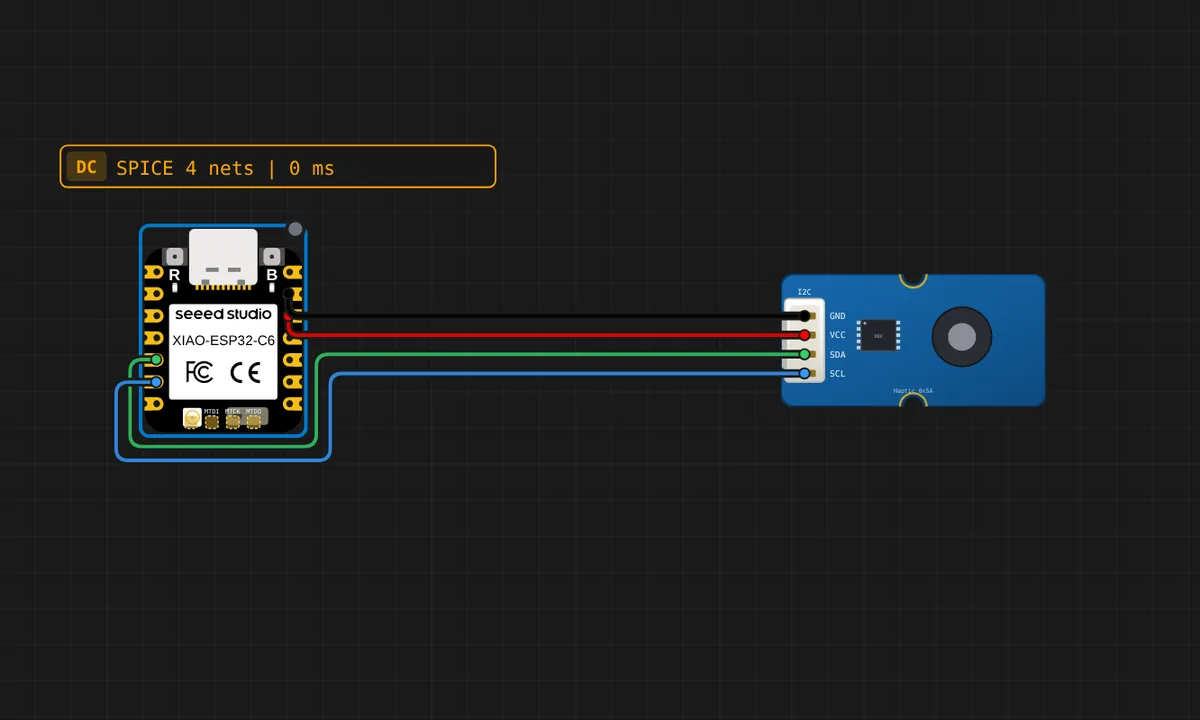 DC SPICE 4 nets | 0 ms
R B
seeed studio
XIAO-ESP32-C6
FC CE
MTDI MTCK MTDO
I2C
GND
VCC
SDA
SCL
Haptic 0x5A